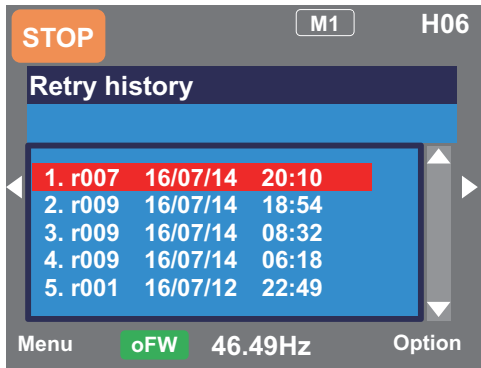 STOP M1 H06
Retry history
1. r007 16/07/14 20:10
2. r009 16/07/14 18:54
3. r009 16/07/14 08:32
4. r009 16/07/14 06:18
5. r001 16/07/12 22:49
Menu oFW 46.49Hz Option